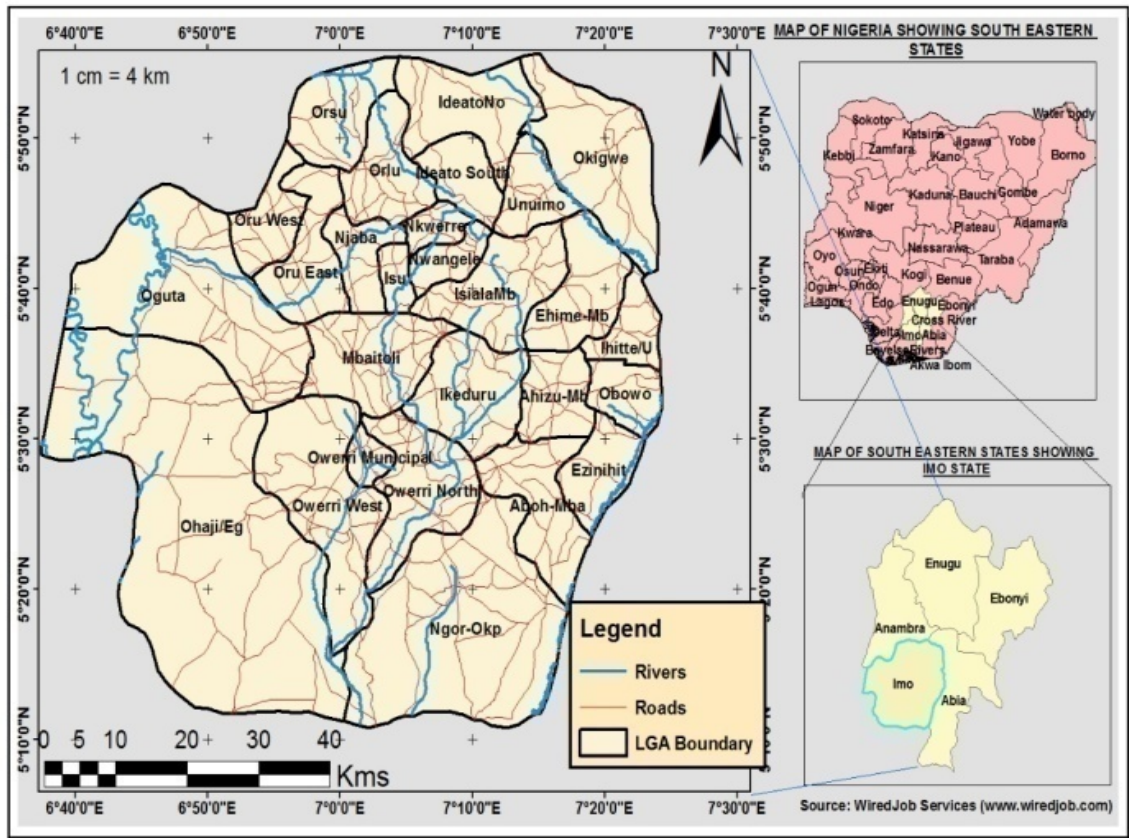 6°40'0"E 6°50'0"E 7°0'0"E 7°10'0"E 7°20'0"E 7°30'0"E
1 cm = 4 km
N
5°50'0"N
5°40'0"N
5°30'0"N
5°20'0"N
5°10'0"N
Orsu
IdeatoNo
Okigwe
Orlu
Ideato South
Unuimo
Oru West
Njaba
Nkwerre
Nwangele
Oru East
Isu
Oguta
IsialaMb
Ehime-Mb
Mbaitoli
Ihitte/U
Ikeduru
Ahizu-Mb
Obowo
Owerri Municipal
Ezinihit
Owerri North
Owerri West
Aboh-Mba
Ohaji/Eg
Ngor-Okp
Legend
Rivers
Roads
LGA Boundary
0 5 10 20 30 40
Kms
6°40'0"E 6°50'0"E 7°0'0"E 7°10'0"E 7°20'0"E 7°30'0"E
5°50'0"N
5°40'0"N
5°30'0"N
MAP OF NIGERIA SHOWING SOUTH EASTERN
STATES
Water body
Sokoto
Katsina
Jigawa
Yobe
Zamfara
Kebbi
Kano
Borno
Kaduna
Bauchi
Gombe
Niger
Adamawa
Plateau
Kwara
Nassarawa
Taraba
Oyo
Osun
Ekiti
Kogi
Benue
Ogun
Ondo
Lagos
Edo
Enugu
Ebonyi
Cross River
Delta
Imo
Abia
Rivers
Akwa Ibom
MAP OF SOUTH EASTERN STATES SHOWING
IMO STATE
Enugu
Ebonyi
Anambra
Imo
Abia
Source: WiredJob Services (www.wiredjob.com)